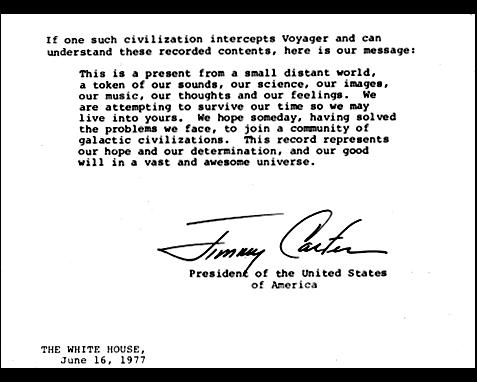 If one such civilization intercepts Voyager and can
understand these recorded contents, here is our message:
This is a present from a small distant world,
a token of our sounds, our science, our images,
our music, our thoughts and our feelings. We
are attempting to survive our time so we may
live into yours. We hope someday, having solved
the problems we face, to join a community of
galactic civilizations. This record represents
our hope and our determination, and our good
will in a vast and awesome universe.
Jimmy Carter
President of the United States
of America
THE WHITE HOUSE,
June 16, 1977